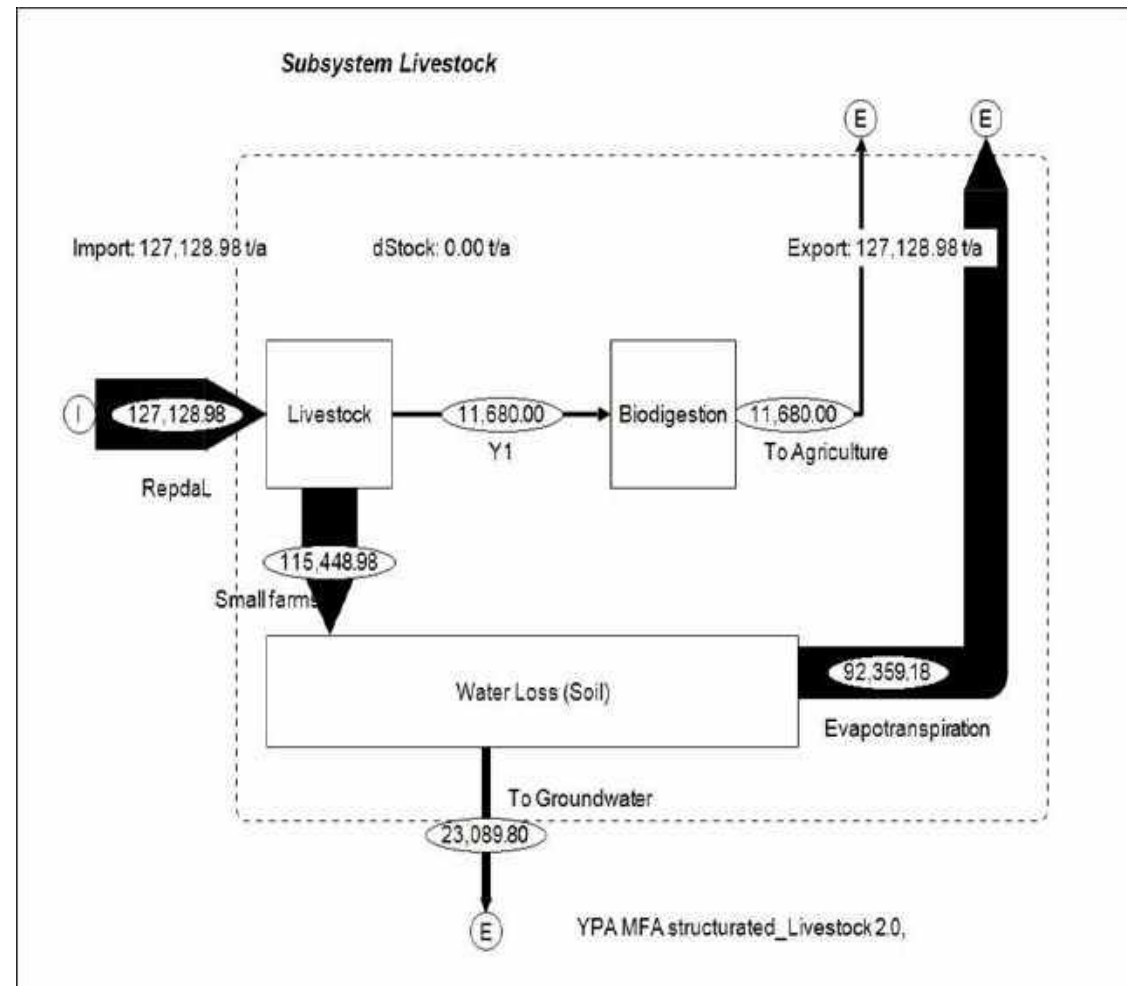 Subsystem Livestock
E
E
Import: 127,128.98 t/a
dStock: 0.00 t/a
Export: 127,128.98 t/a
I
127,128.98
Livestock
11,680.00
Biodigestion
11,680.00
Y1
To Agriculture
RepdaL
115,448.98
Small farms
Water Loss (Soil)
92,359.18
Evapotranspiration
To Groundwater
23,089.80
E
YPA MFA structurated_Livestock 2.0,